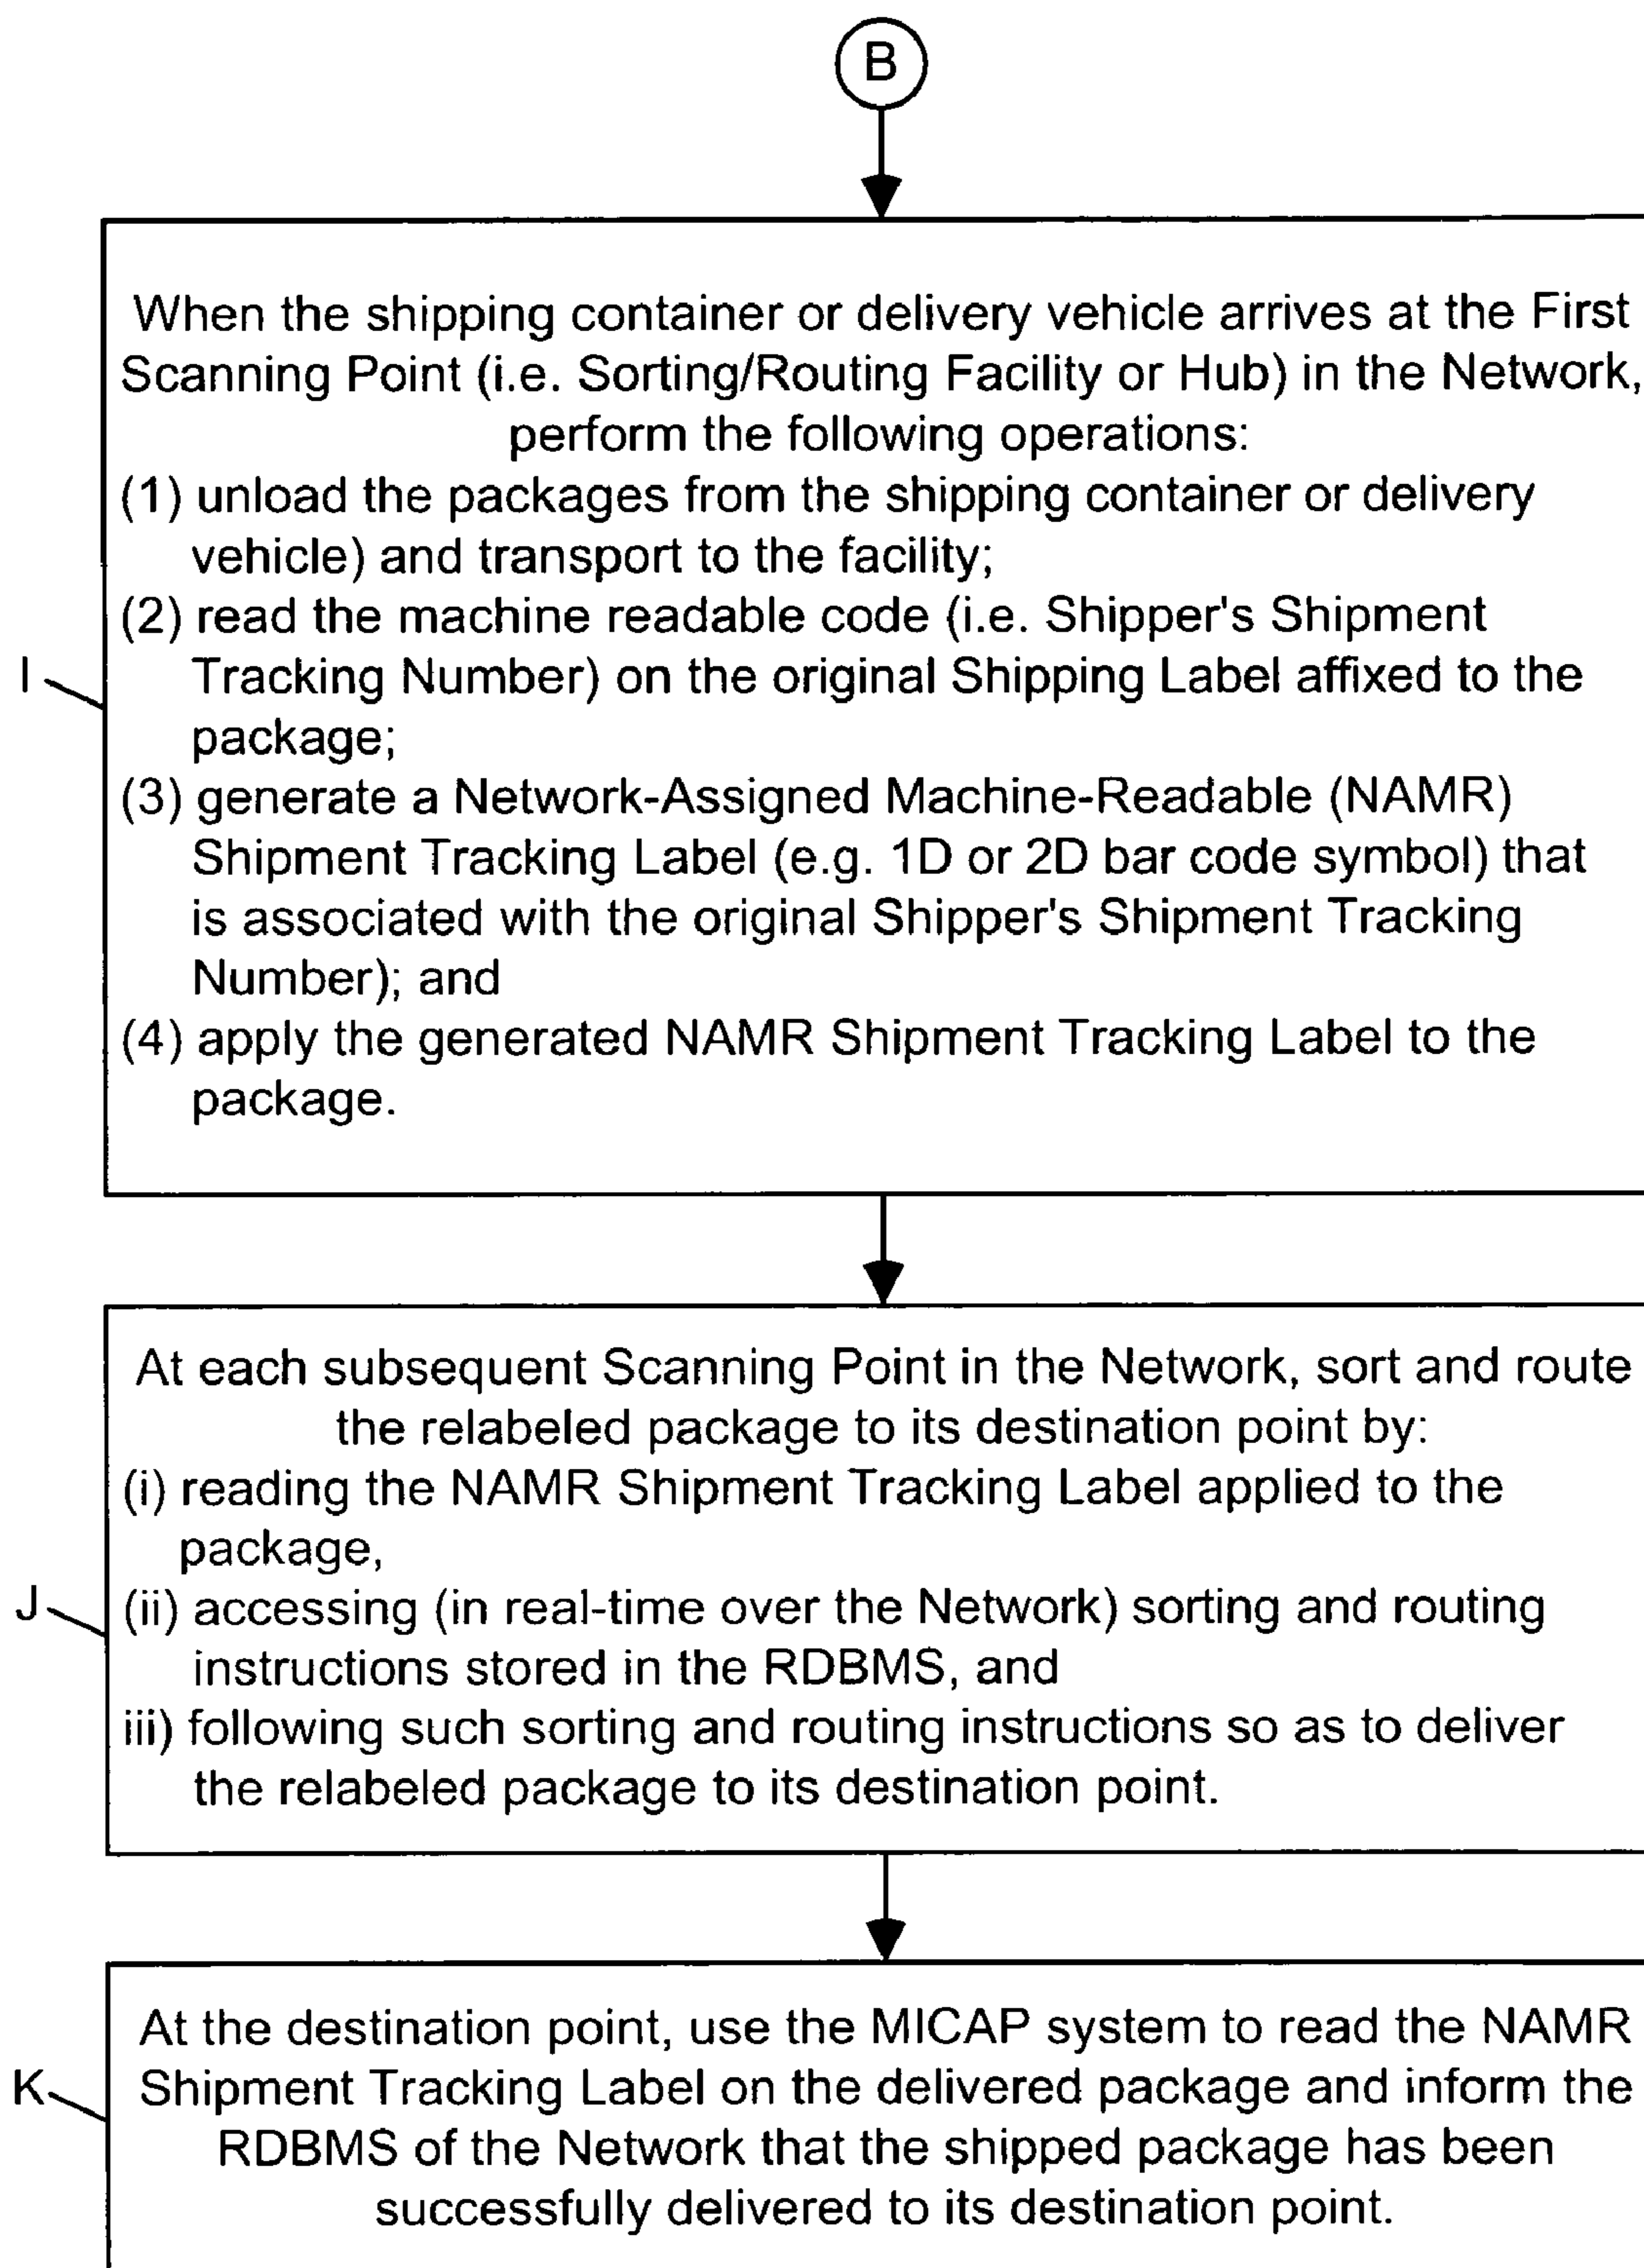 B
When the shipping container or delivery vehicle arrives at the First
Scanning Point (i.e. Sorting/Routing Facility or Hub) in the Network,
perform the following operations:
(1) unload the packages from the shipping container or delivery
vehicle) and transport to the facility;
(2) read the machine readable code (i.e. Shipper's Shipment
Tracking Number) on the original Shipping Label affixed to the
package;
(3) generate a Network-Assigned Machine-Readable (NAMR)
Shipment Tracking Label (e.g. 1D or 2D bar code symbol) that
is associated with the original Shipper's Shipment Tracking
Number); and
(4) apply the generated NAMR Shipment Tracking Label to the
package.
I
At each subsequent Scanning Point in the Network, sort and route
the relabeled package to its destination point by:
(i) reading the NAMR Shipment Tracking Label applied to the
package,
(ii) accessing (in real-time over the Network) sorting and routing
instructions stored in the RDBMS, and
iii) following such sorting and routing instructions so as to deliver
the relabeled package to its destination point.
J
At the destination point, use the MICAP system to read the NAMR
Shipment Tracking Label on the delivered package and inform the
RDBMS of the Network that the shipped package has been
successfully delivered to its destination point.
K